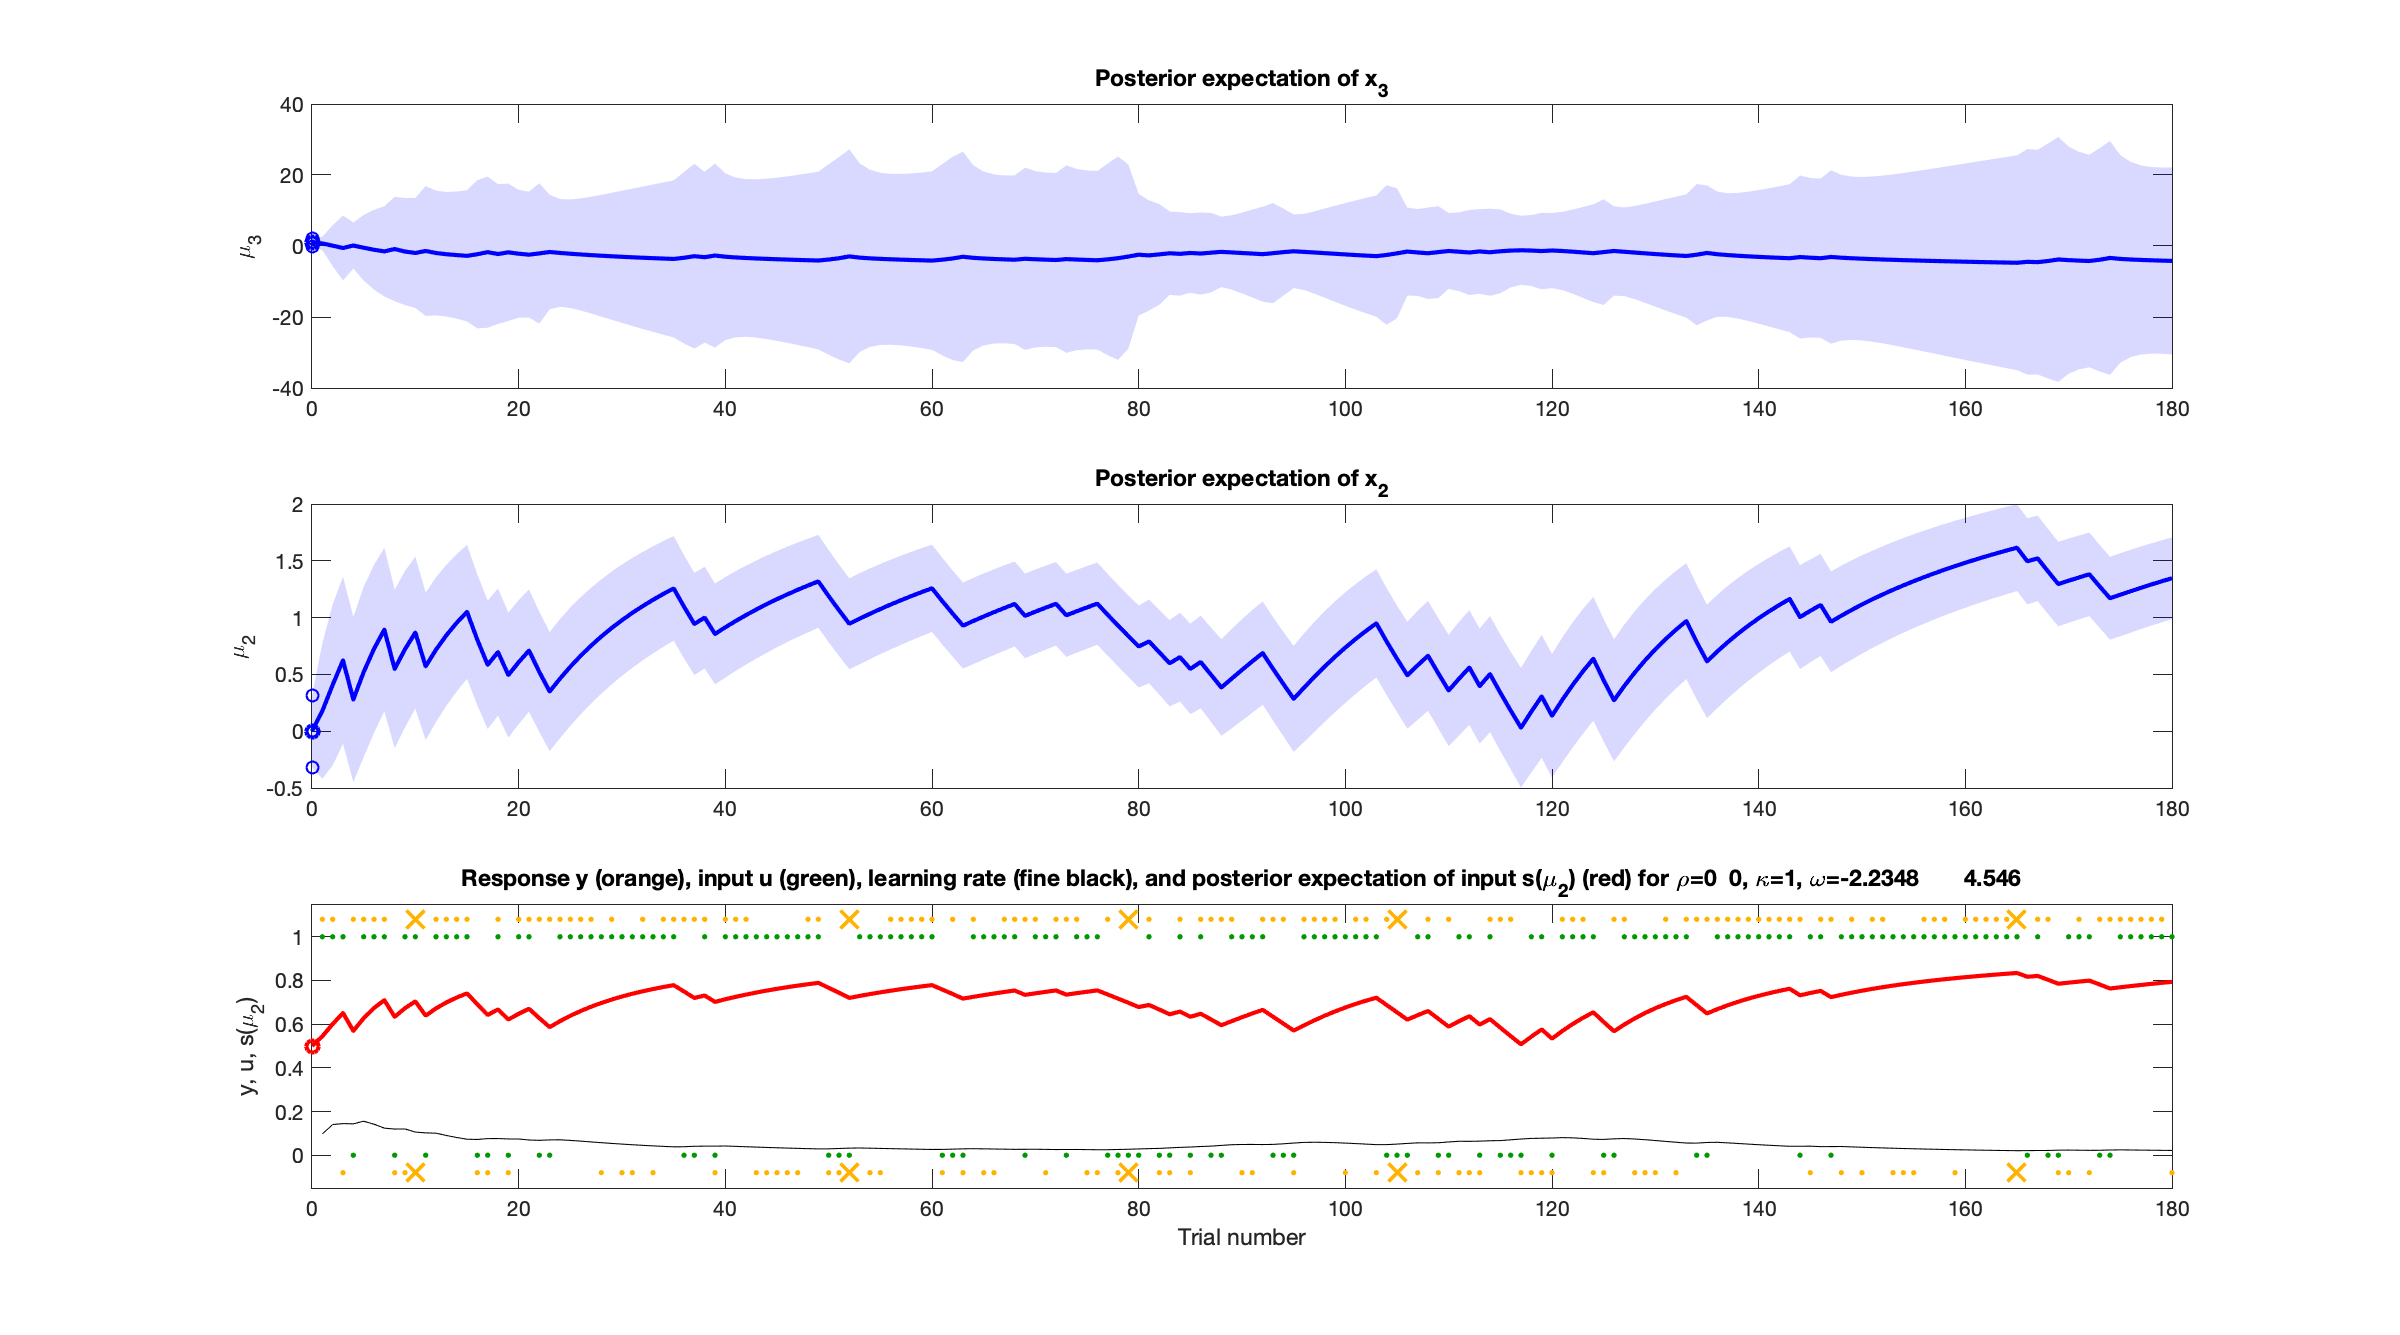 Posterior expectation of x3
μ3
40
20
0
-20
-40
0 20 40 60 80 100 120 140 160 180
Posterior expectation of x2
μ2
2
1.5
1
0.5
0
-0.5
0 20 40 60 80 100 120 140 160 180
Response y (orange), input u (green), learning rate (fine black), and posterior expectation of input s(μ2) (red) for ρ=0 0, κ=1, ω=-2.2348 4.546
y, u, s(μ2)
1
0.8
0.6
0.4
0.2
0
0 20 40 60 80 100 120 140 160 180
Trial number